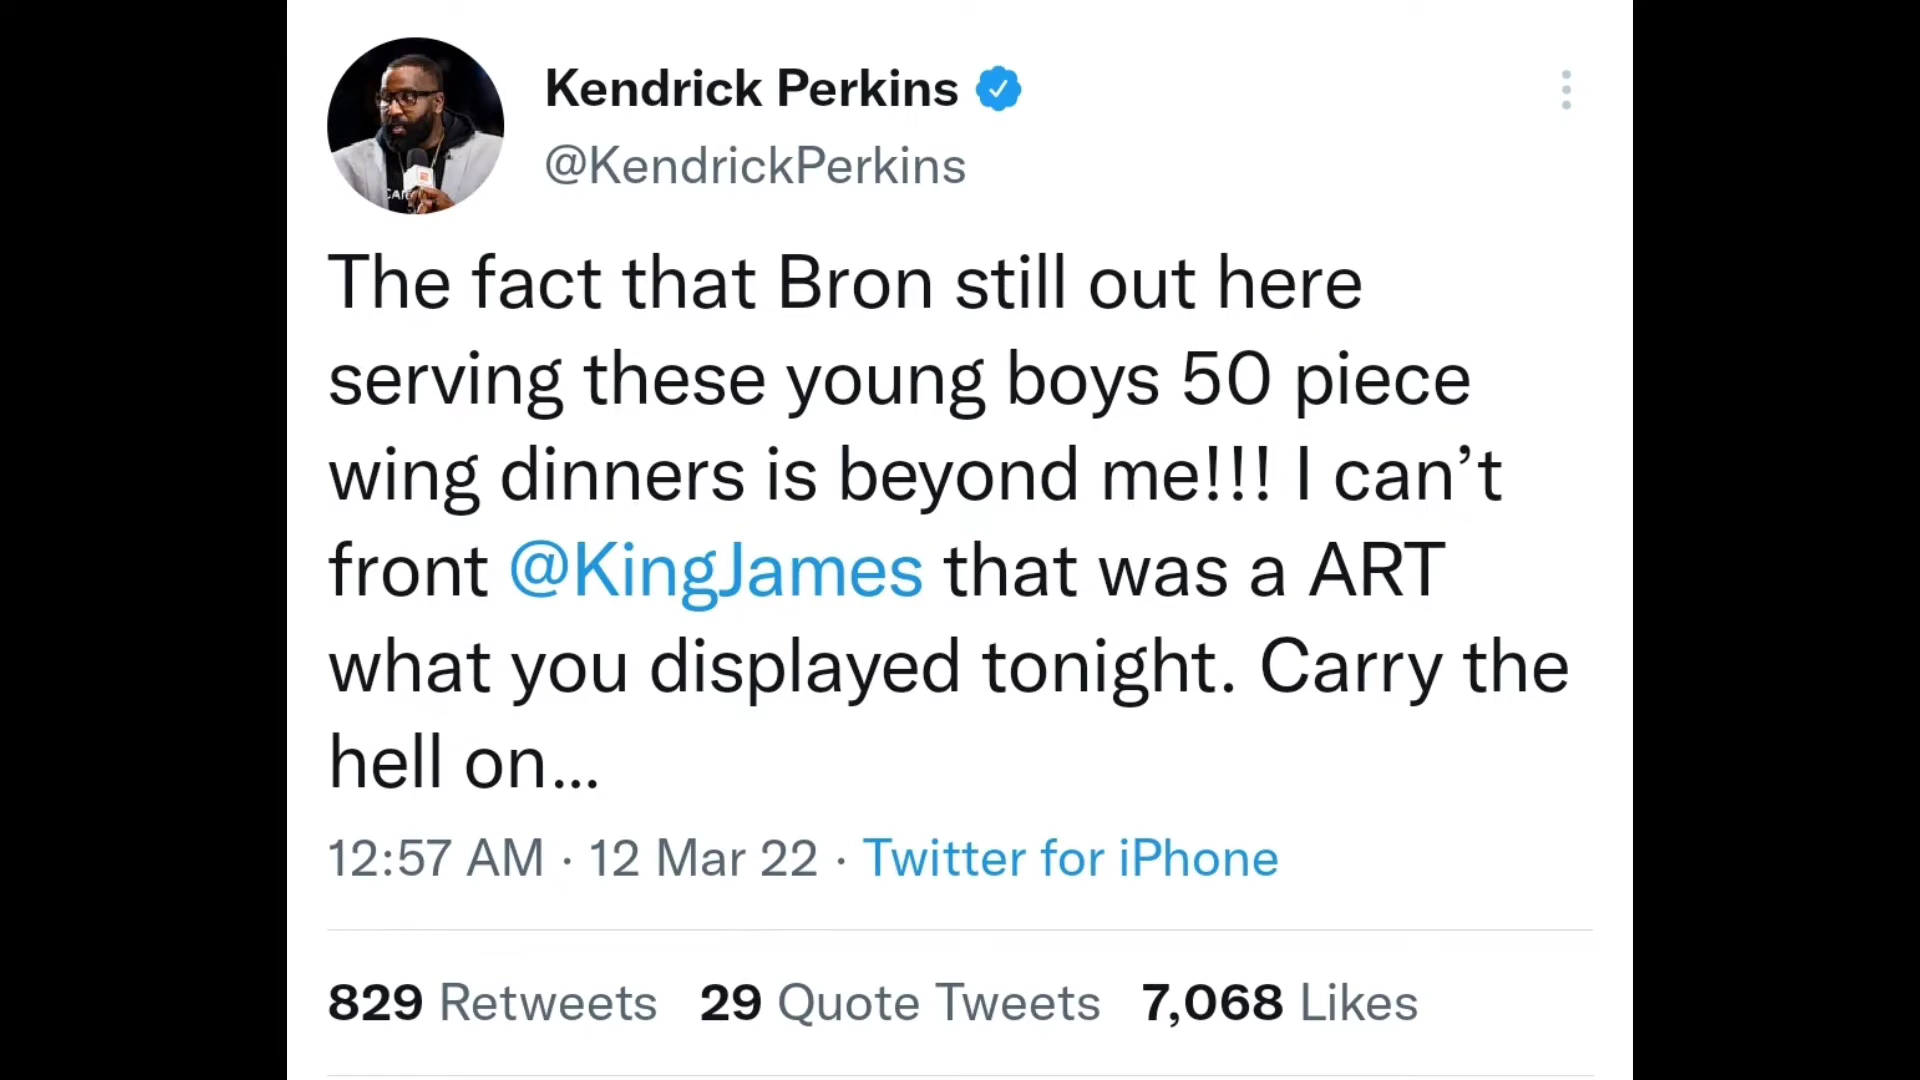 Kendrick Perkins
@KendrickPerkins
The fact that Bron still out here
serving these young boys 50 piece
wing dinners is beyond me!!! I can’t
front @KingJames that was a ART
what you displayed tonight. Carry the
hell on...
12:57 AM · 12 Mar 22 · Twitter for iPhone
829 Retweets 29 Quote Tweets 7,068 Likes